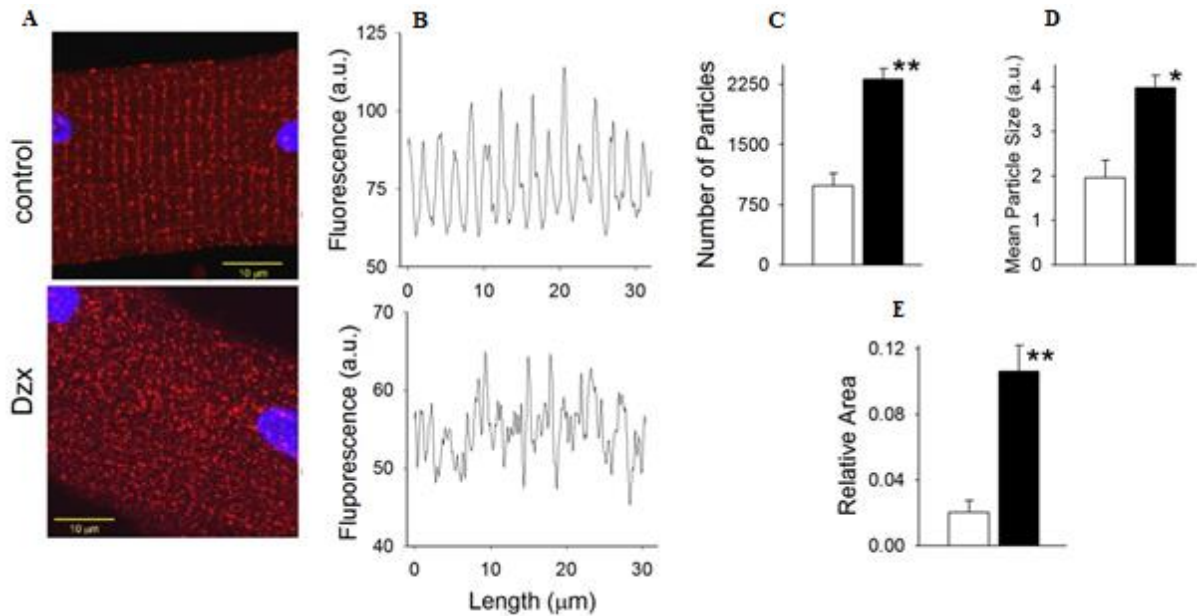 A
control
10 μm
Dzx
10 μm
B
Fluorescence (a.u.)
125
100
75
50
0 10 20 30
Fluporescence (a.u.)
70
60
50
40
0 10 20 30
Length (μm)
C
Number of Particles
2250
1500
750
0
**
D
Mean Particle Size (a.u.)
4
3
2
1
0
*
E
Relative Area
0.12
0.08
0.04
0.00
**